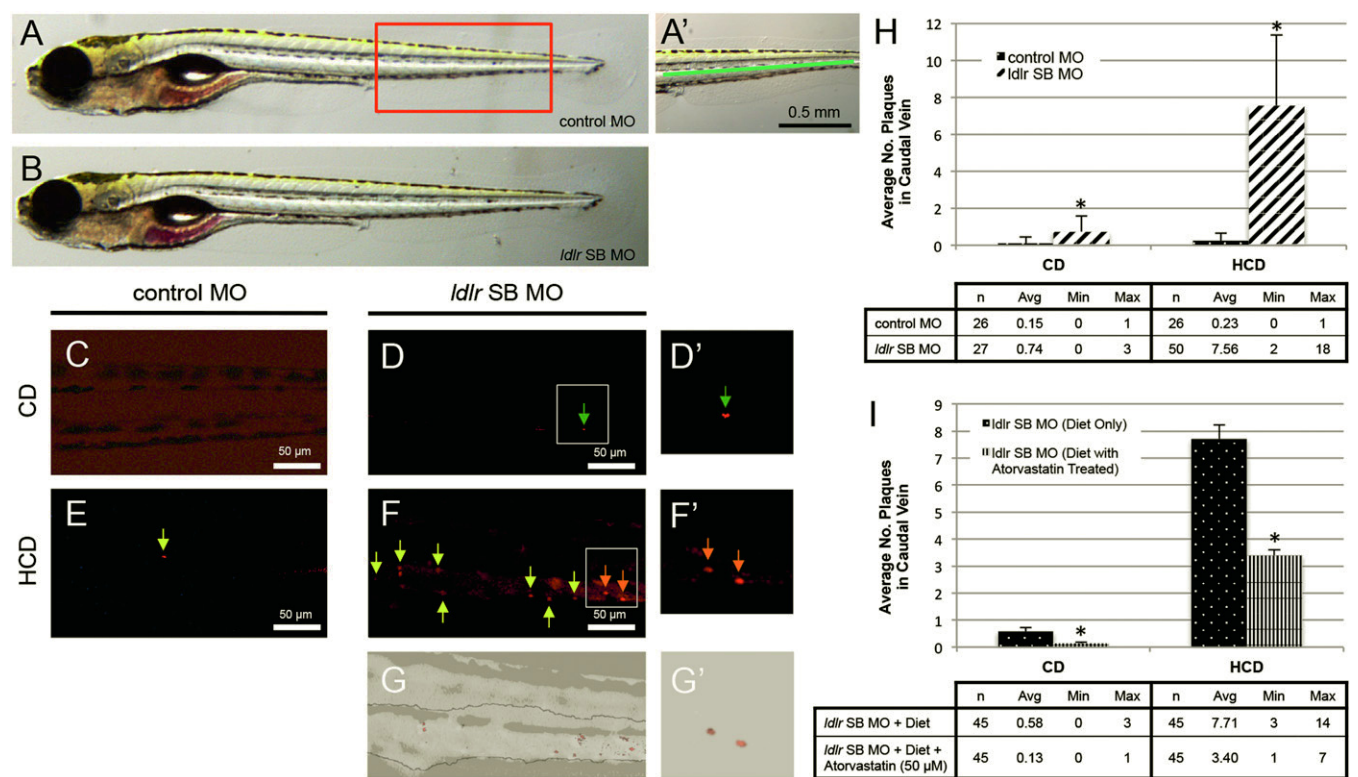 A
control MO
A’
0.5 mm
B
ldlr SB MO
control MO
ldlr SB MO
CD
C
50 µm
D
50 µm
D’
HCD
E
50 µm
F
50 µm
F’
G
G’
H
Average No. Plaques
in Caudal Vein
12
10
8
6
4
2
0
control MO
ldlr SB MO
*
*
CD
HCD
n Avg Min Max n Avg Min Max
control MO 26 0.15 0 1 26 0.23 0 1
ldlr SB MO 27 0.74 0 3 50 7.56 2 18
I
Average No. Plaques
in Caudal Vein
9
8
7
6
5
4
3
2
1
0
ldlr SB MO (Diet Only)
ldlr SB MO (Diet with
Atorvastatin Treated)
*
*
CD
HCD
n Avg Min Max n Avg Min Max
ldlr SB MO + Diet 45 0.58 0 3 45 7.71 3 14
ldlr SB MO + Diet +
Atorvastatin (50 µM) 45 0.13 0 1 45 3.40 1 7